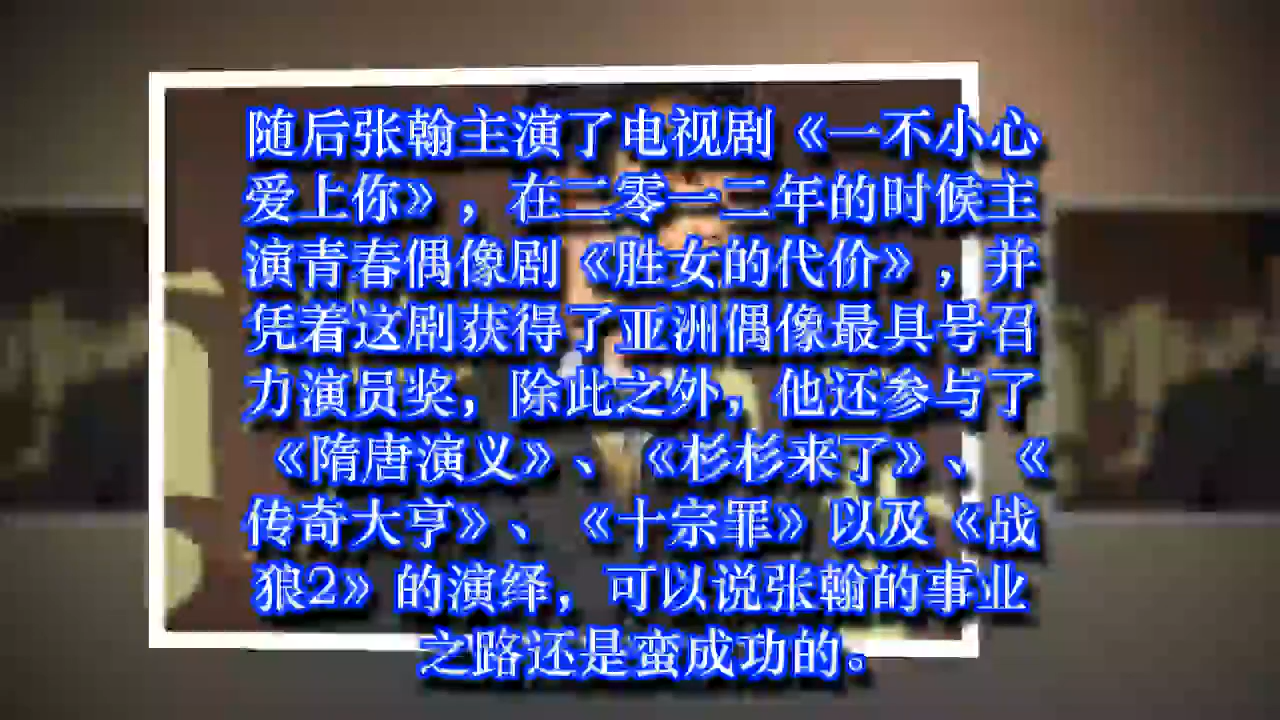 随后张翰主演了电视剧《一不小心
爱上你》，在二零一二年的时候主
演青春偶像剧《胜女的代价》，并
凭着这剧获得了亚洲偶像最具号召
力演员奖，除此之外，他还参与了
《隋唐演义》、《杉杉来了》、《
传奇大亨》、《十宗罪》以及《战
狼2》的演绎，可以说张翰的事业
之路还是蛮成功的。